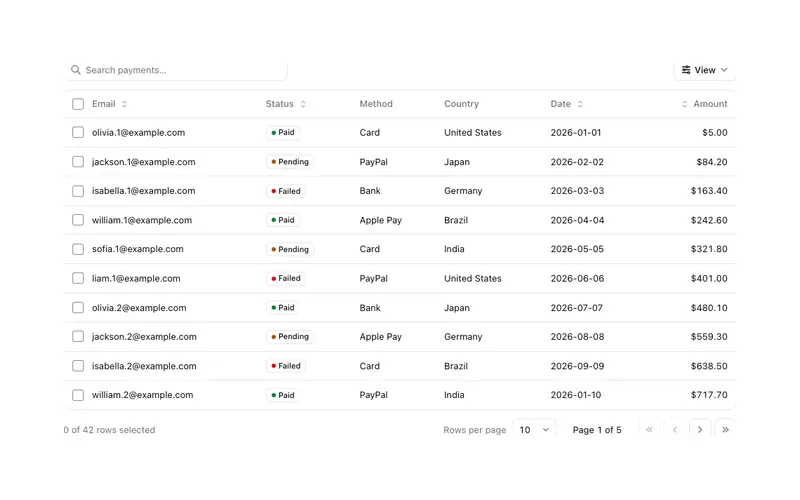 Search payments...
View
Email Status Method Country Date Amount
olivia.1@example.com Paid Card United States 2026-01-01 $5.00
jackson.1@example.com Pending PayPal Japan 2026-02-02 $84.20
isabella.1@example.com Failed Bank Germany 2026-03-03 $163.40
william.1@example.com Paid Apple Pay Brazil 2026-04-04 $242.60
sofia.1@example.com Pending Card India 2026-05-05 $321.80
liam.1@example.com Failed PayPal United States 2026-06-06 $401.00
olivia.2@example.com Paid Bank Japan 2026-07-07 $480.10
jackson.2@example.com Pending Apple Pay Germany 2026-08-08 $559.30
isabella.2@example.com Failed Card Brazil 2026-09-09 $638.50
william.2@example.com Paid PayPal India 2026-01-10 $717.70
0 of 42 rows selected Rows per page 10 Page 1 of 5